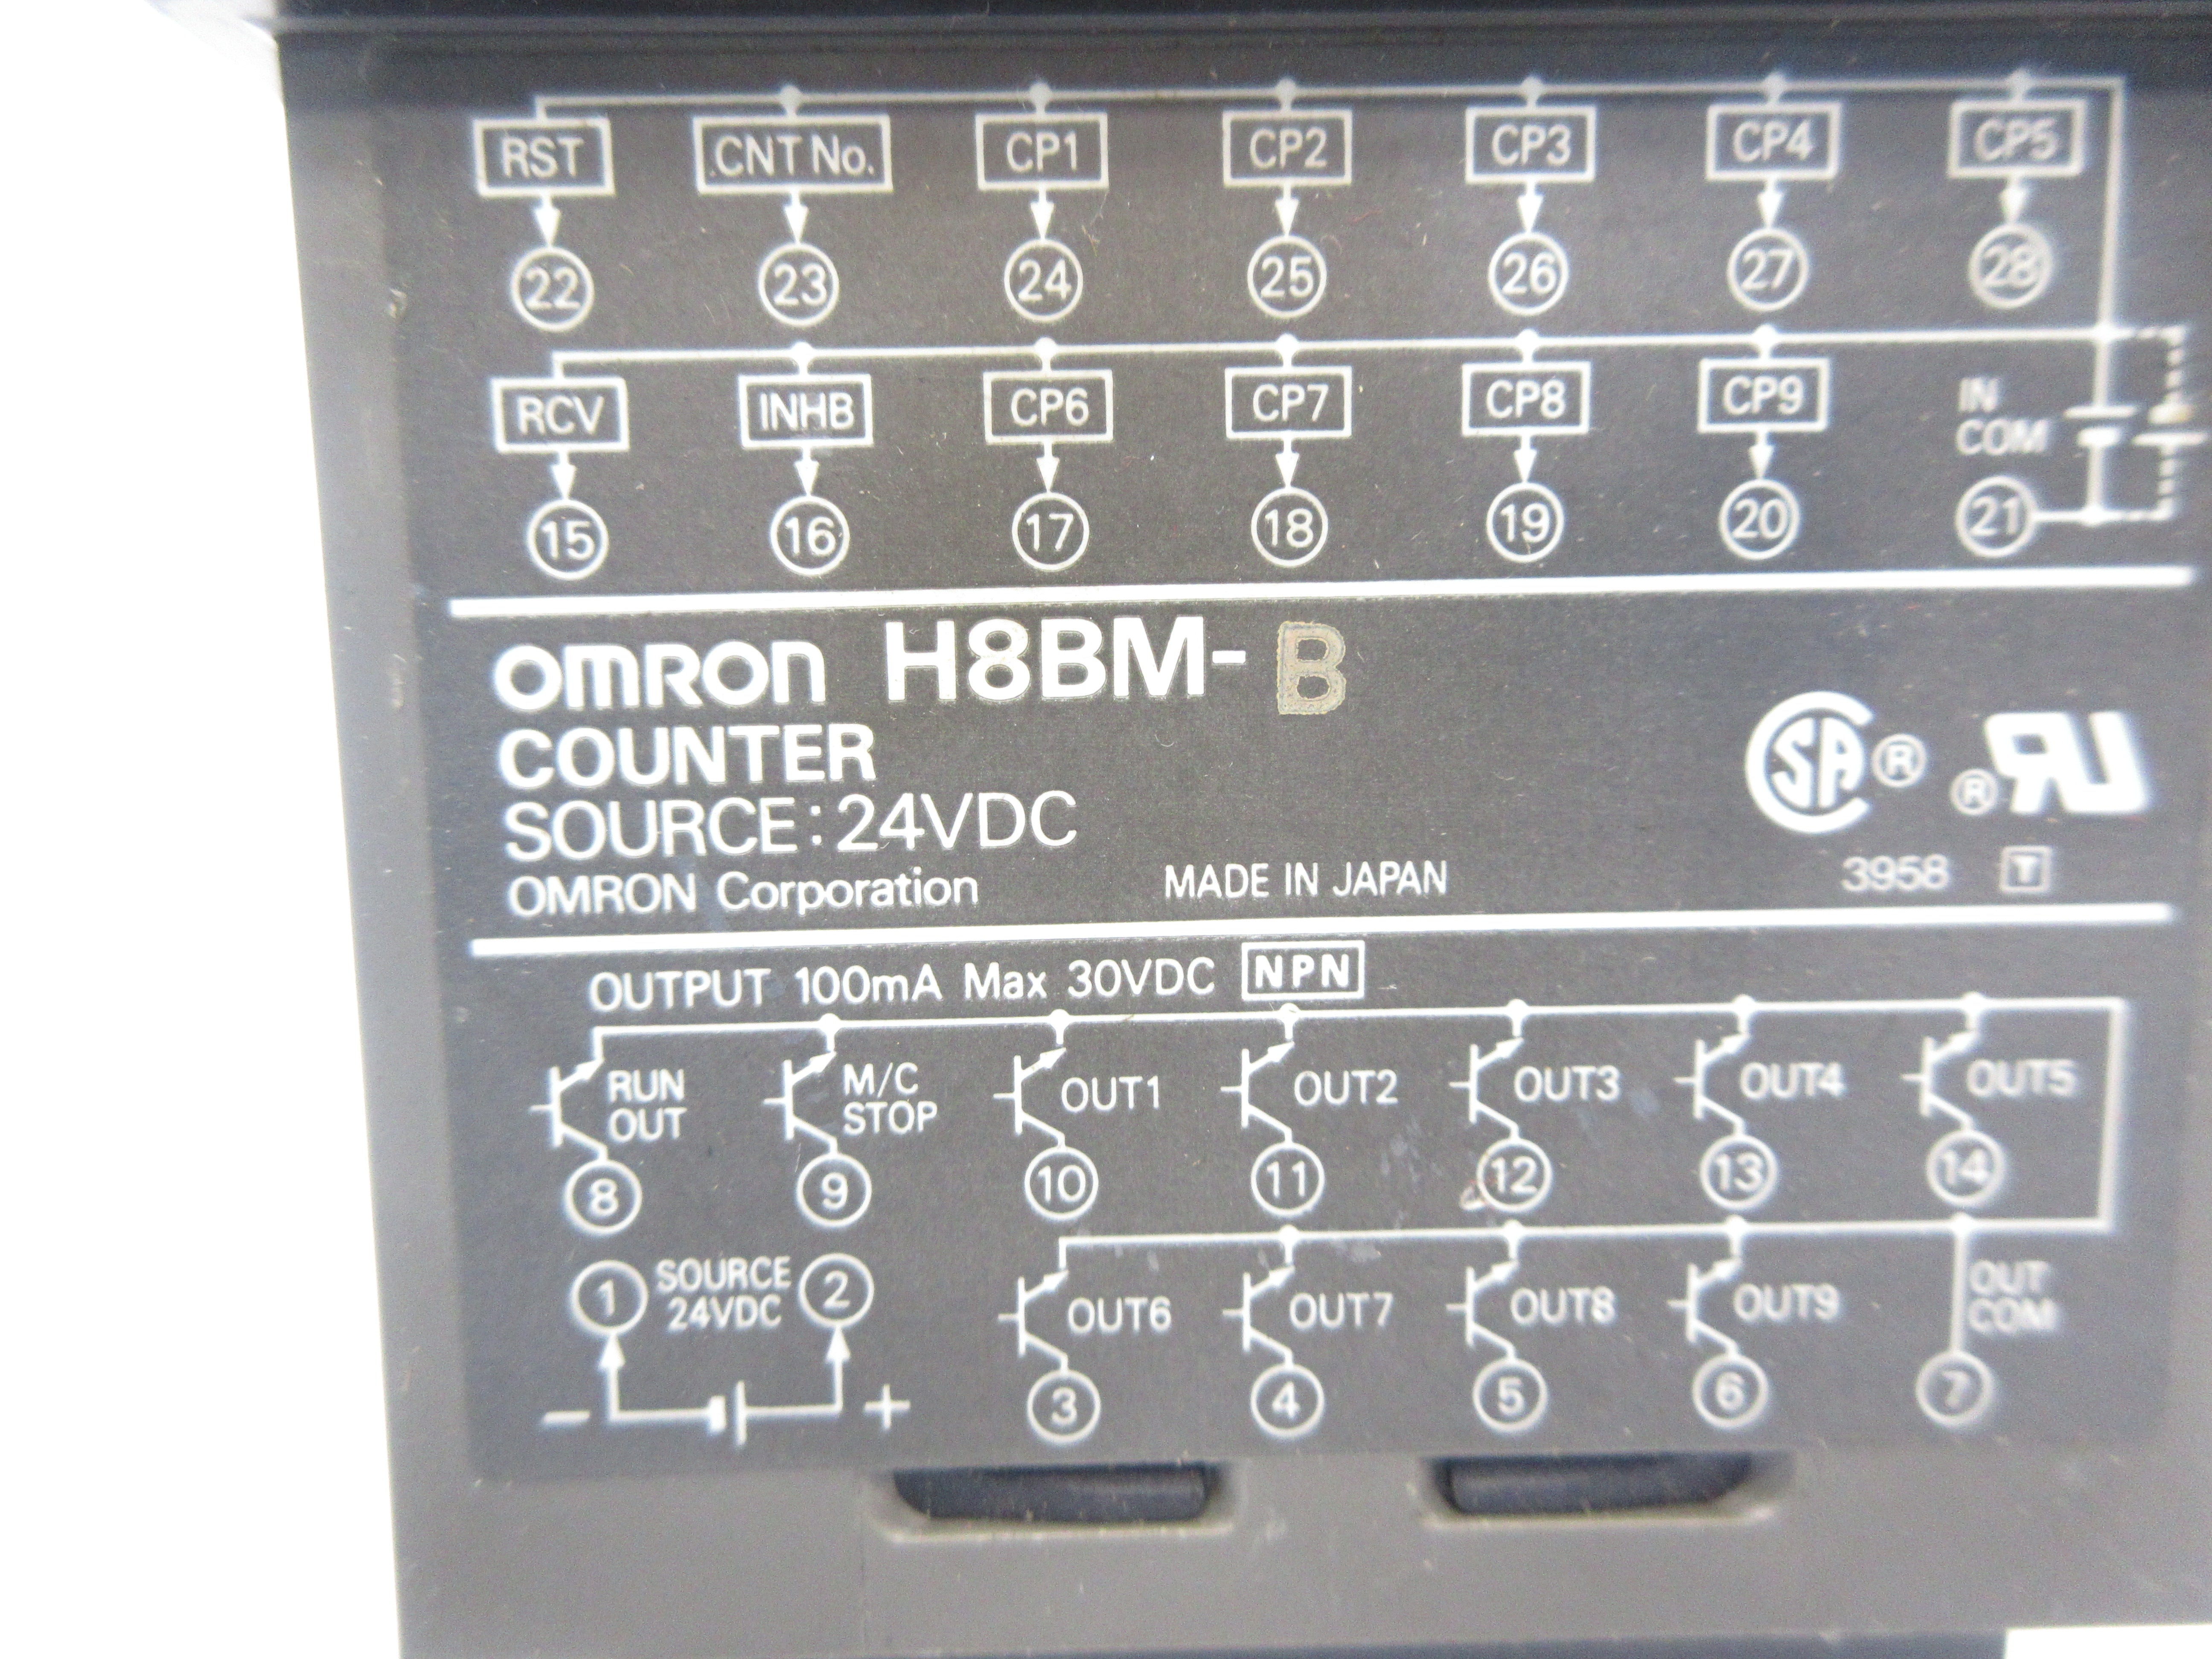 RST CNT No. CP1 CP2 CP3 CP4 CP5
22 23 24 25 26 27 28
RCV INHB CP6 CP7 CP8 CP9 IN COM
15 16 17 18 19 20 21
OMRON H8BM-B
COUNTER
SOURCE:24VDC
SA ® ® RU
OMRON Corporation MADE IN JAPAN 3958 T
OUTPUT 100mA Max 30VDC NPN
RUN OUT M/C STOP OUT1 OUT2 OUT3 OUT4 OUT5
8 9 10 11 12 13 14
1 SOURCE 24VDC 2 OUT6 OUT7 OUT8 OUT9 OUT COM
− + 3 4 5 6 7